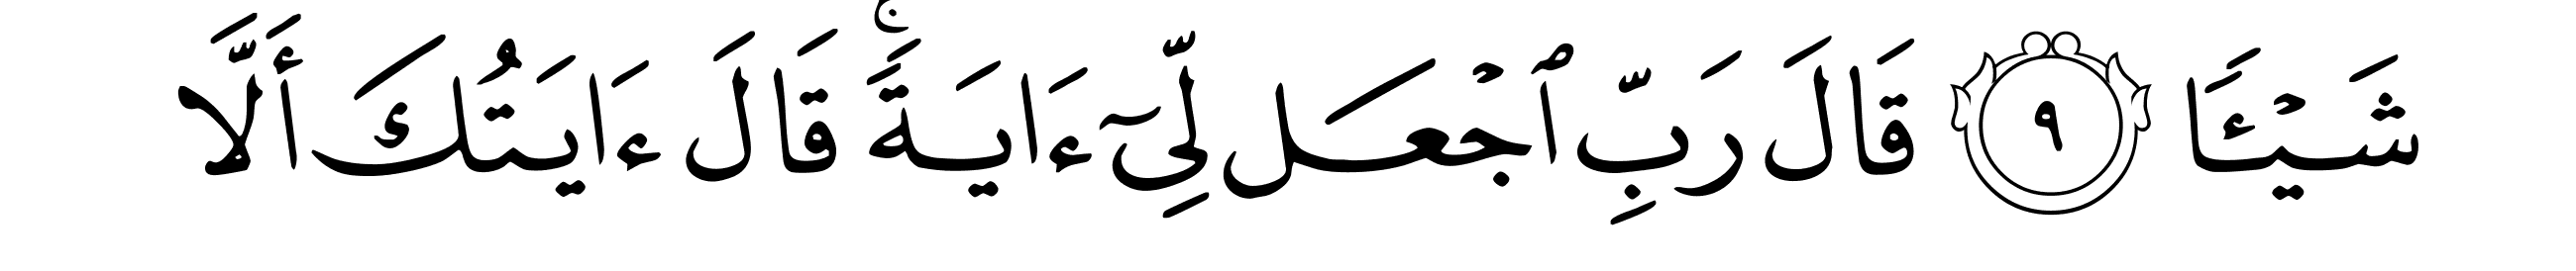 شَيۡـٔٗا ٩ قَالَ رَبِّ ٱجۡعَل لِّيٓ ءَايَةٗۚ قَالَ ءَايَتُكَ أَلَّا